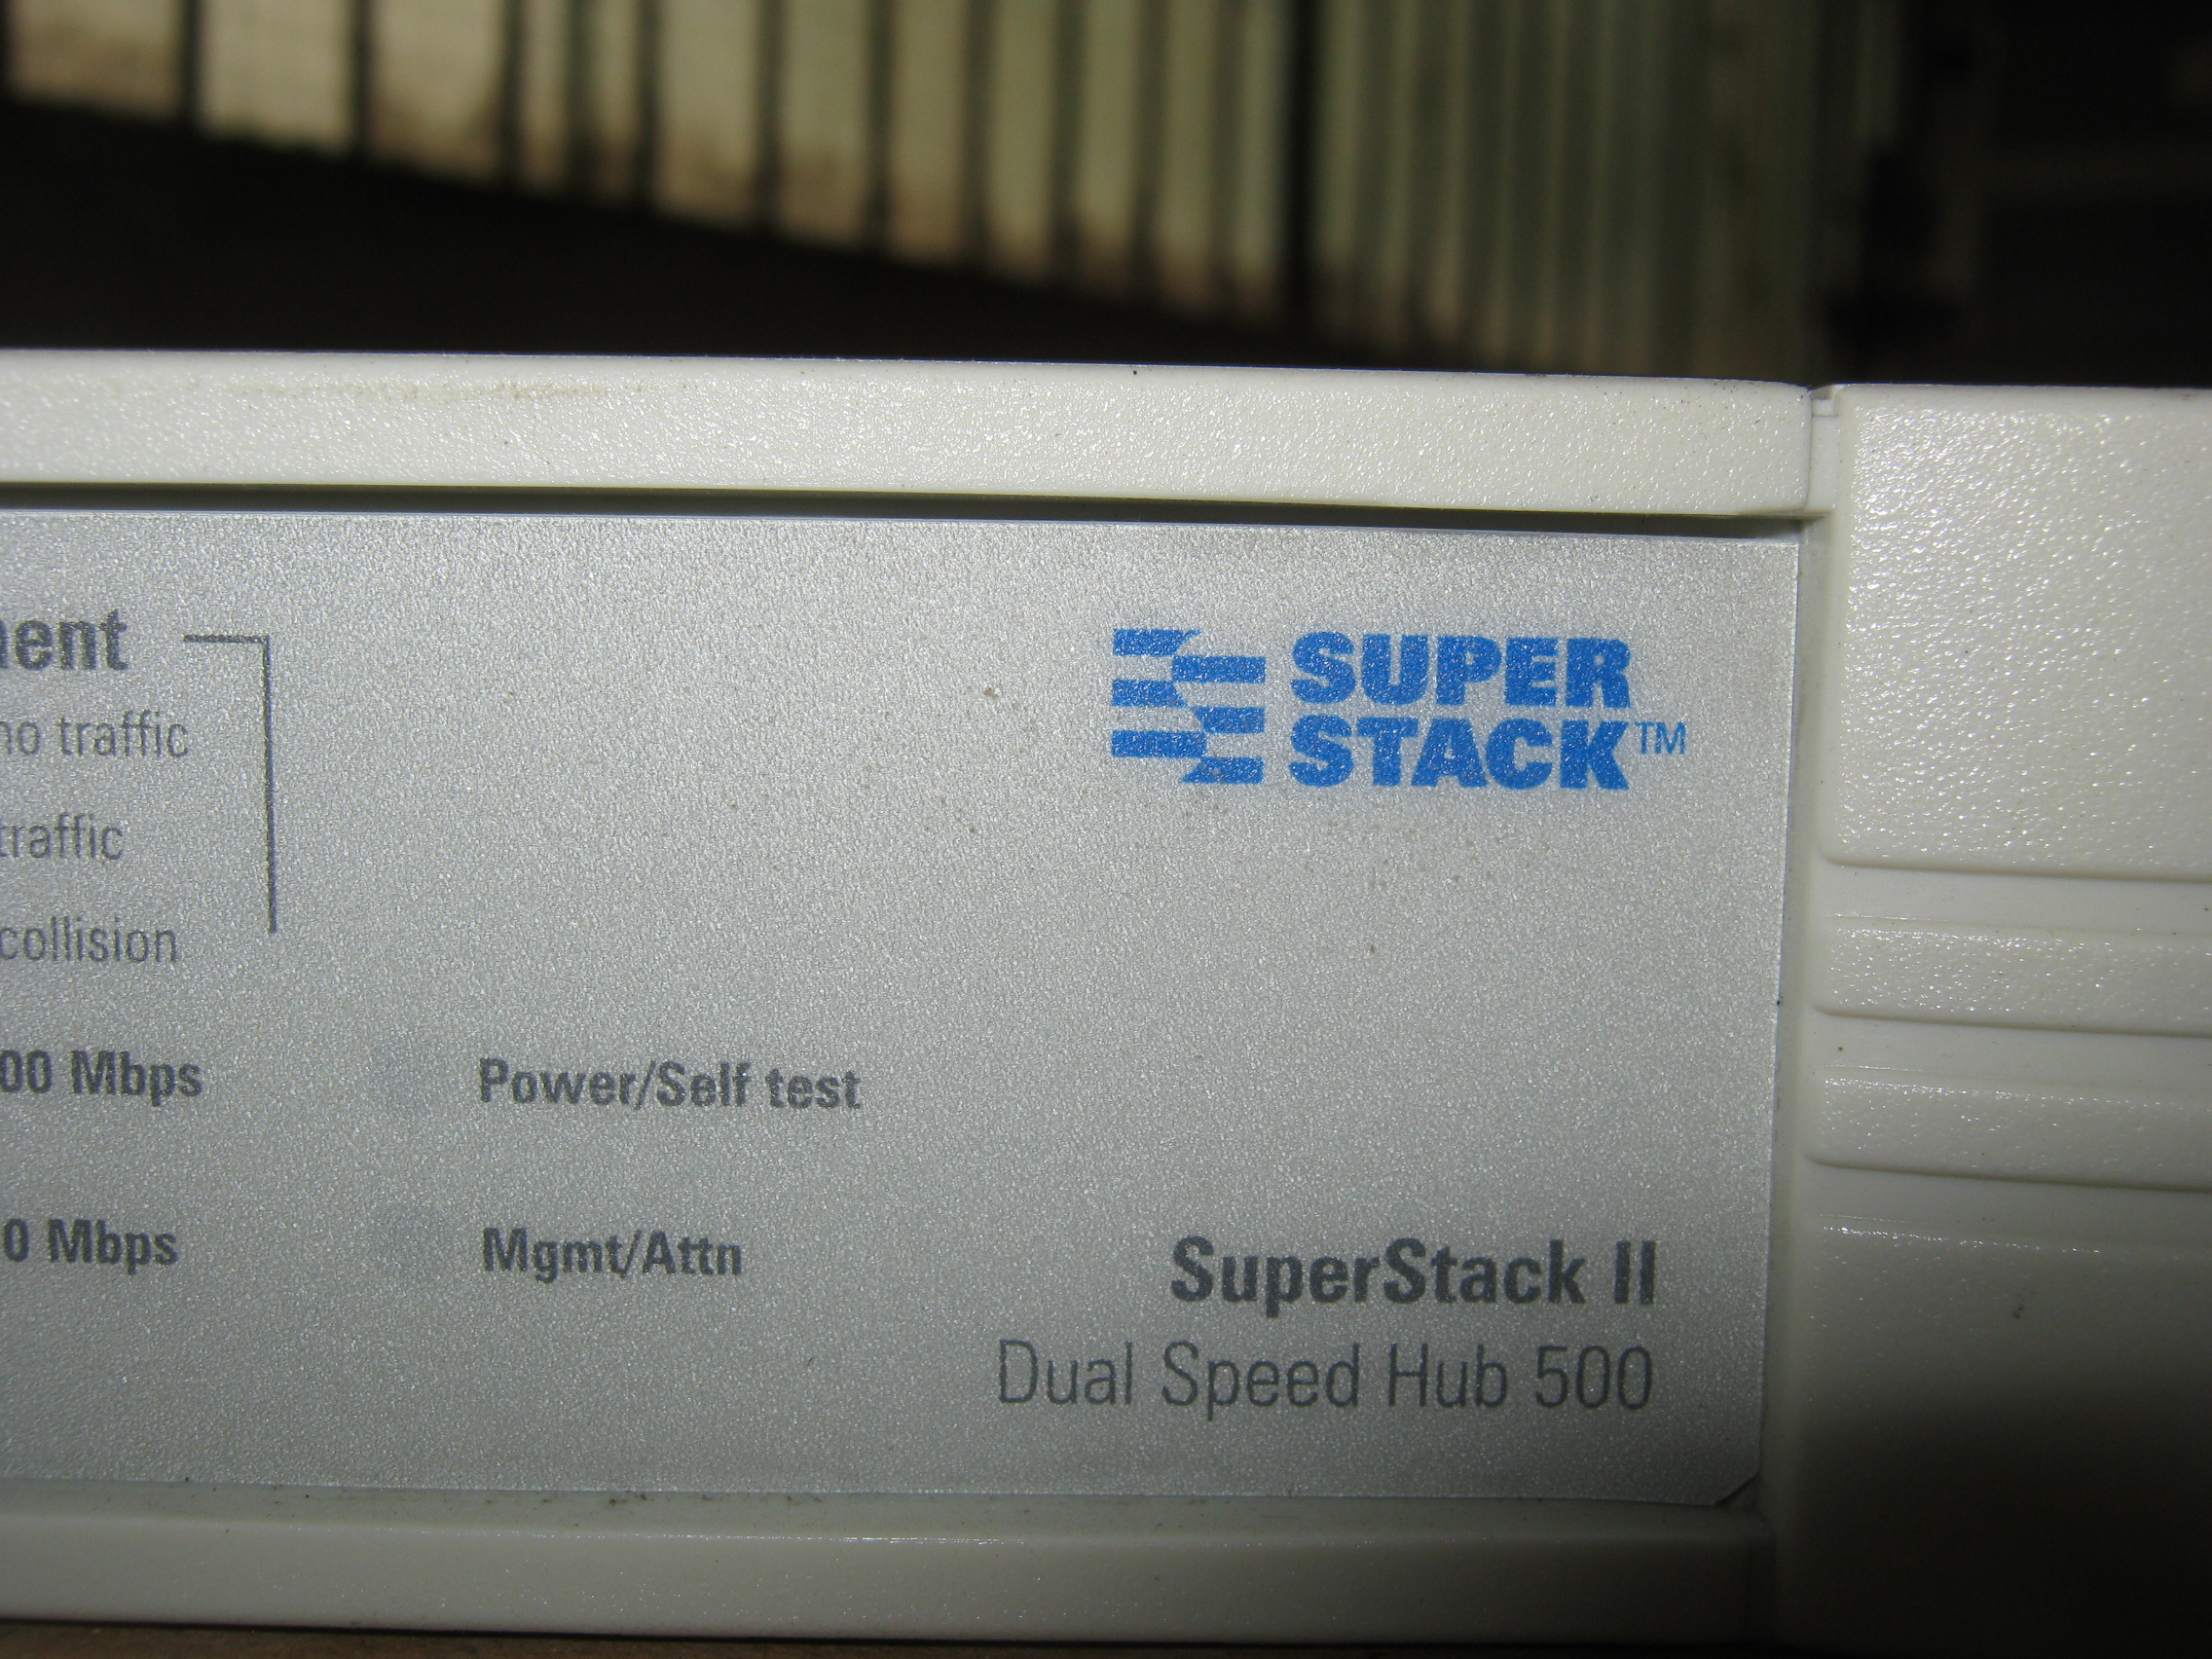 ment
no traffic
traffic
collision
00 Mbps
0 Mbps
Power/Self test
Mgmt/Attn
SUPER
STACK™
SuperStack II
Dual Speed Hub 500